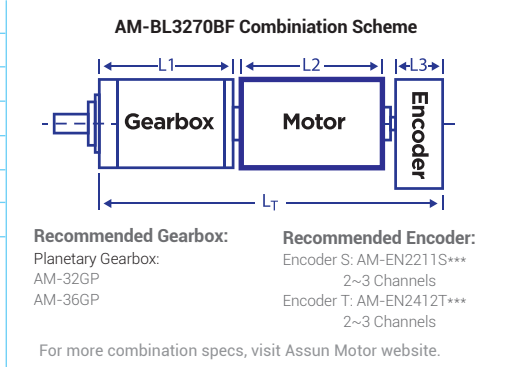 AM-BL3270BF Combiniation Scheme
L1 L2 L3
Gearbox Motor Encoder
LT
Recommended Gearbox:
Planetary Gearbox:
AM-32GP
AM-36GP
Recommended Encoder:
Encoder S: AM-EN2211S***
2~3 Channels
Encoder T: AM-EN2412T***
2~3 Channels
For more combination specs, visit Assun Motor website.